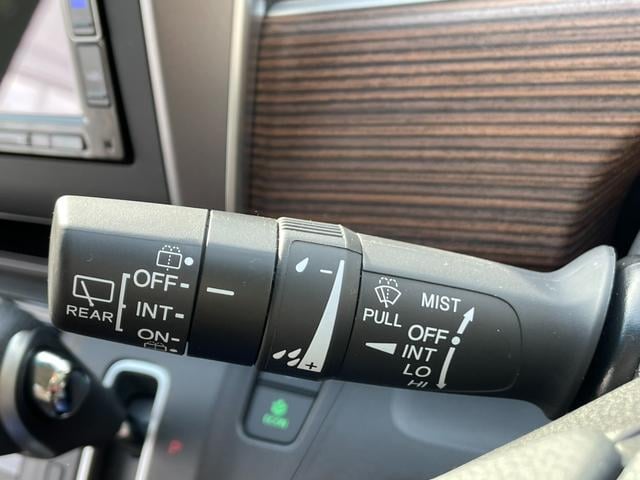 REAR
OFF-
INT-
ON-
-
+
PULL
MIST
OFF
INT
LO
HI
ECON
P